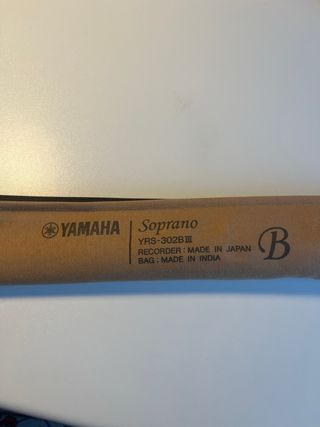 YAMAHA
Soprano
YRS-302BIII
RECORDER : MADE IN JAPAN
BAG : MADE IN INDIA
B